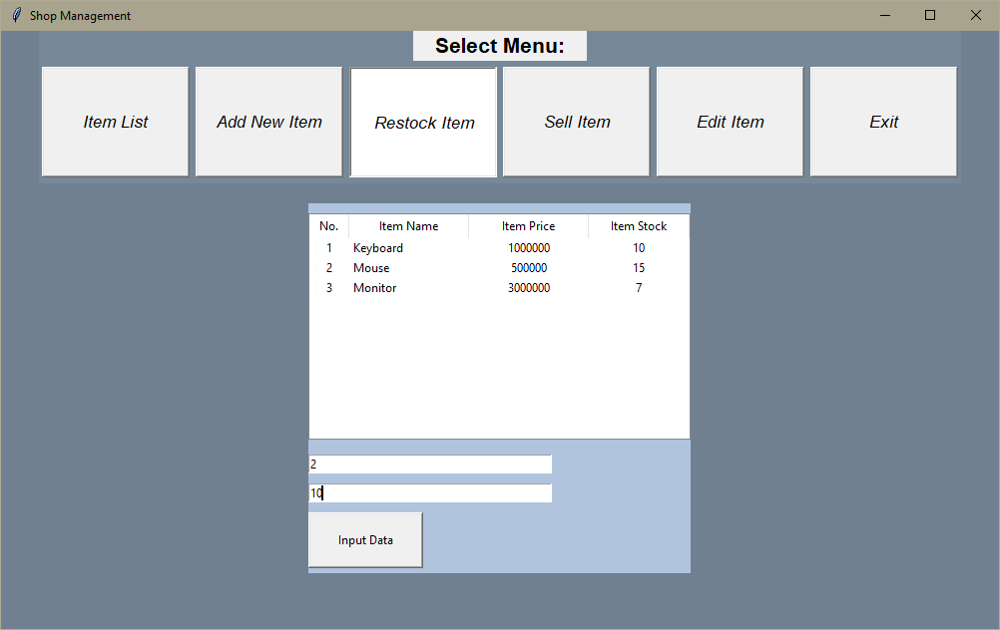 Shop Management
Select Menu:
Item List Add New Item Restock Item Sell Item Edit Item Exit
No. Item Name Item Price Item Stock
1 Keyboard 1000000 10
2 Mouse 500000 15
3 Monitor 3000000 7
2
10
Input Data